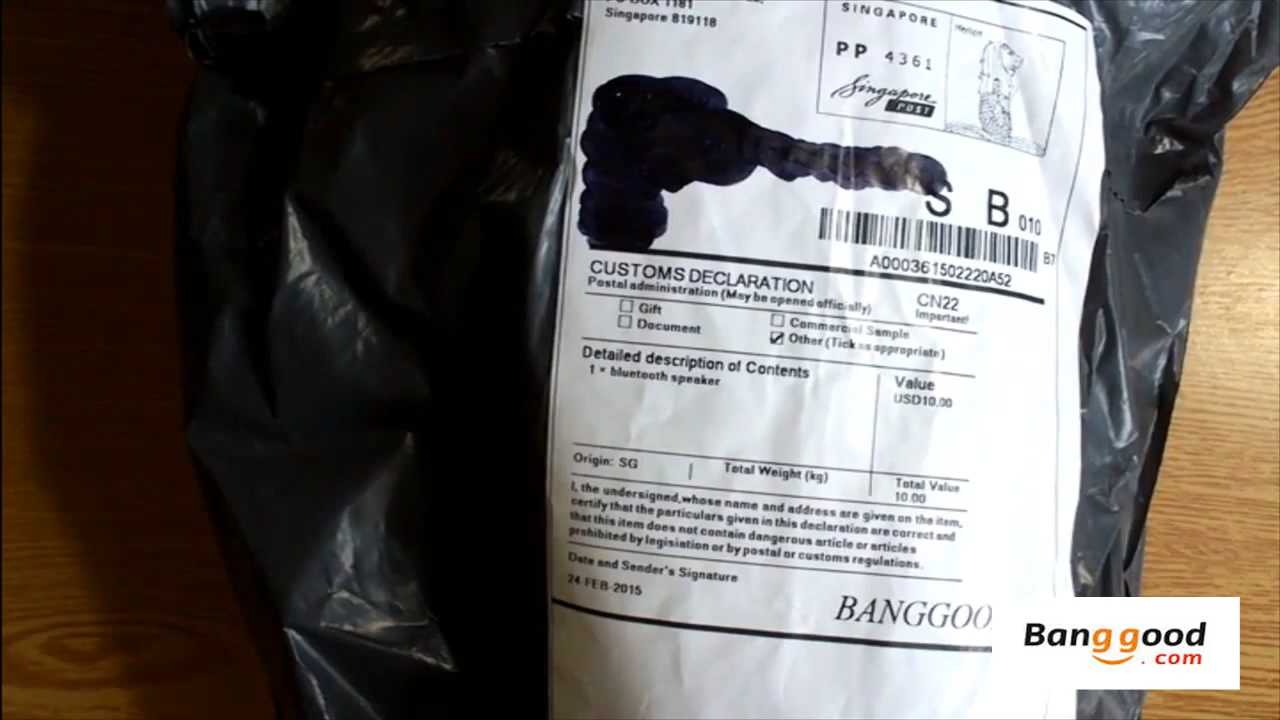 PO BOX 1181
Singapore 819118
SINGAPORE
PP 4361
Singapore
POST
Merlion
S B 010
B7
A000361502220A52
CUSTOMS DECLARATION
Postal administration (May be opened officially)
CN22
Important!
Gift
Commercial Sample
Document
Other (Tick as appropriate)
Detailed description of Contents
Value
1 × bluetooth speaker
USD10.00
Origin: SG
Total Weight (kg)
Total Value
10.00
I, the undersigned,whose name and address are given on the item,
certify that the particulars given in this declaration are correct and
that this item does not contain dangerous article or articles
prohibited by legislation or by postal or customs regulations.
Date and Sender's Signature
24-FEB-2015
BANGGOO
Banggood
.com